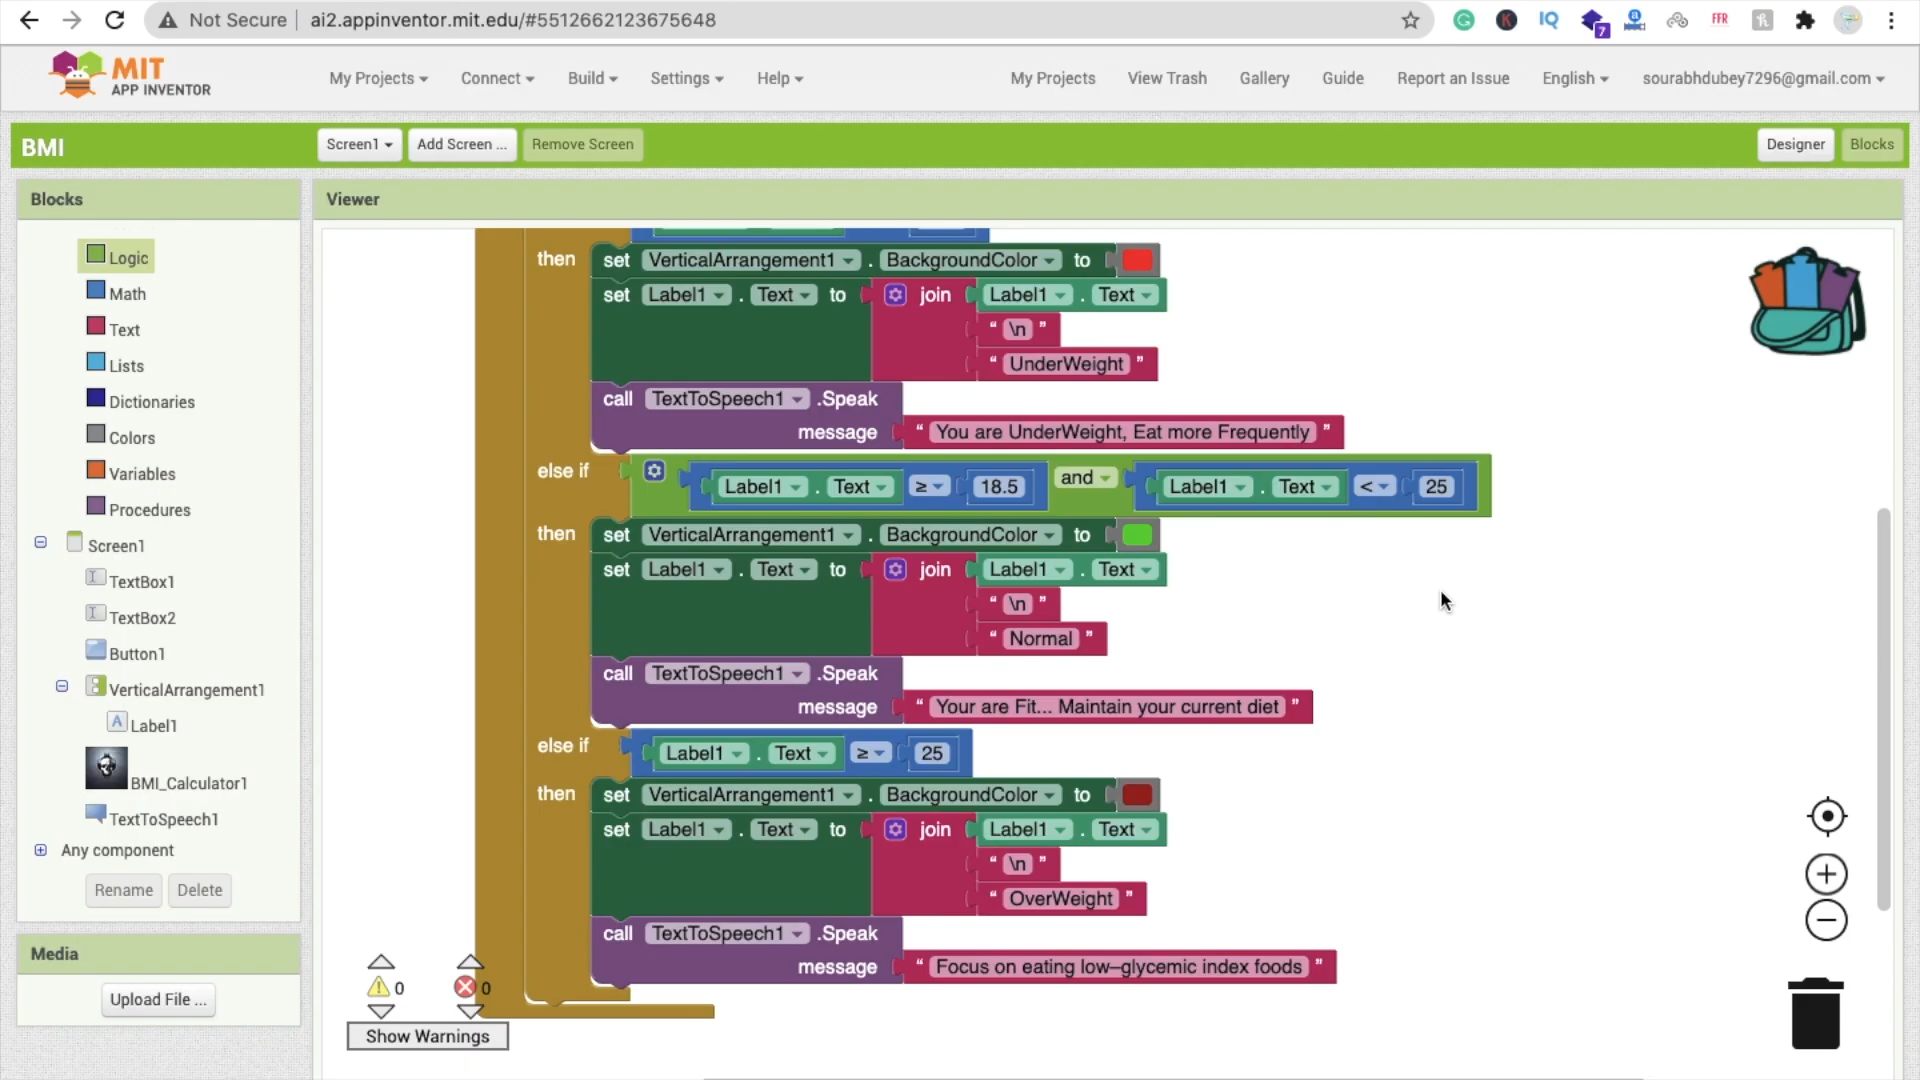 Not Secure | ai2.appinventor.mit.edu/#5512662123675648
7
FFR
MIT
APP INVENTOR
My Projects Connect Build Settings Help My Projects View Trash Gallery Guide Report an Issue English sourabhdubey7296@gmail.com
BMI Screen1 Add Screen ... Remove Screen Designer Blocks
Blocks
Viewer
Logic
Math
Text
Lists
Dictionaries
Colors
Variables
Procedures
Screen1
TextBox1
TextBox2
Button1
VerticalArrangement1
Label1
BMI_Calculator1
TextToSpeech1
Any component
Rename Delete
Media
Upload File ...
then set VerticalArrangement1 . BackgroundColor to
set Label1 . Text to join Label1 . Text
“ \n ”
“ UnderWeight ”
call TextToSpeech1 .Speak
message “ You are UnderWeight, Eat more Frequently ”
else if Label1 . Text ≥ 18.5 and Label1 . Text < 25
then set VerticalArrangement1 . BackgroundColor to
set Label1 . Text to join Label1 . Text
“ \n ”
“ Normal ”
call TextToSpeech1 .Speak
message “ Your are Fit... Maintain your current diet ”
else if Label1 . Text ≥ 25
then set VerticalArrangement1 . BackgroundColor to
set Label1 . Text to join Label1 . Text
“ \n ”
“ OverWeight ”
call TextToSpeech1 .Speak
message “ Focus on eating low–glycemic index foods ”
0 0
Show Warnings